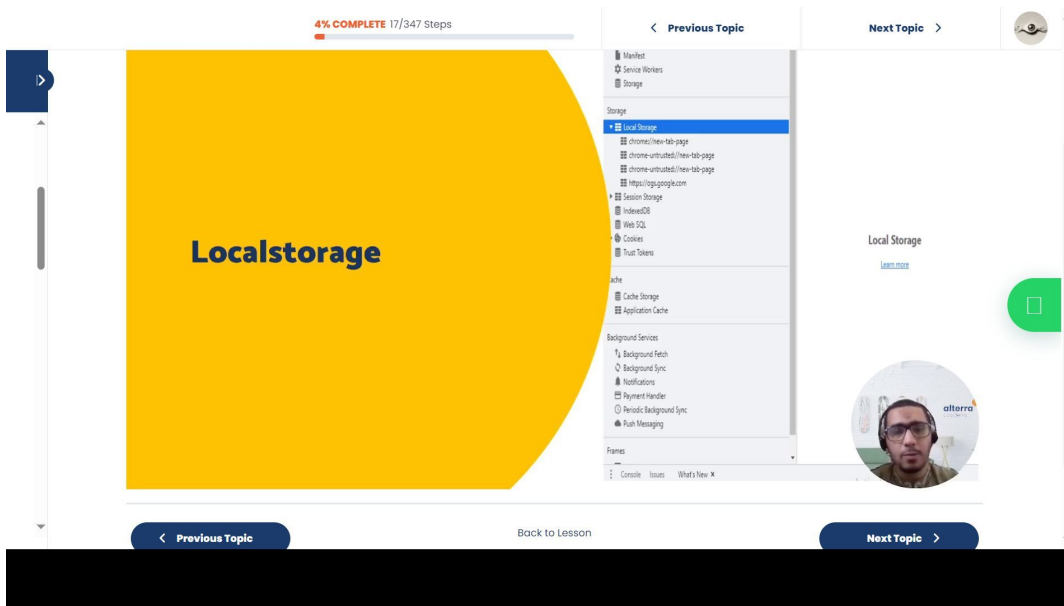 4% COMPLETE 17/347 Steps
Previous Topic
Next Topic
Localstorage
Manifest
Service Workers
Storage
Storage
Local Storage
chrome://new-tab-page
chrome-untrusted://new-tab-page
chrome-untrusted://new-tab-page
https://ogs.google.com
Session Storage
IndexedDB
Web SQL
Cookies
Trust Tokens
ache
Cache Storage
Application Cache
Background Services
Background Fetch
Background Sync
Notifications
Payment Handler
Periodic Background Sync
Push Messaging
Frames
Console Issues What's New X
Local Storage
Learn more
alterra
academy
Previous Topic
Back to Lesson
Next Topic